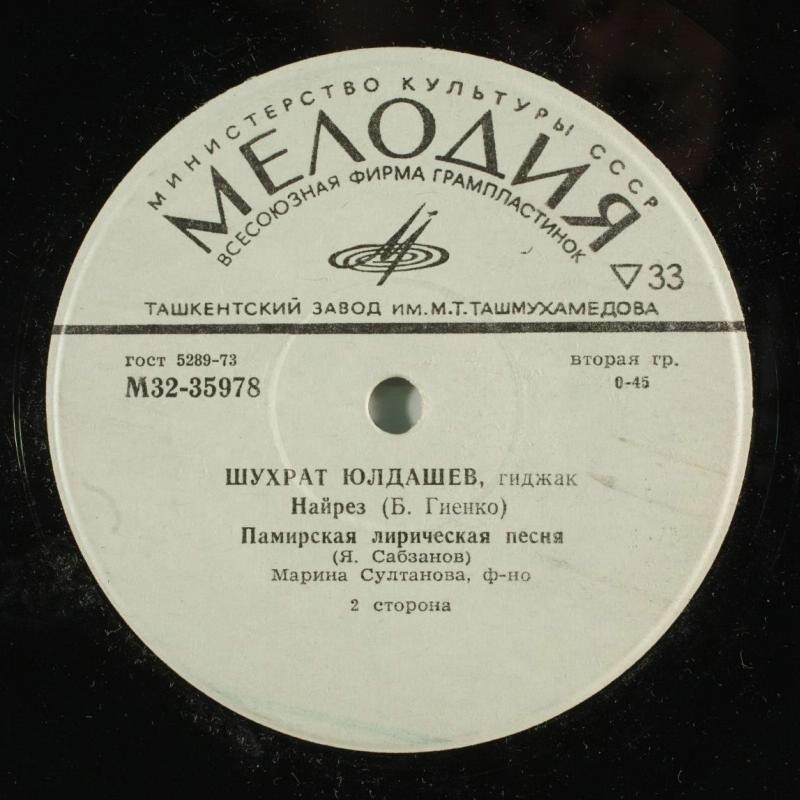 МИНИСТЕРСТВО КУЛЬТУРЫ СССР
МЕЛОДИЯ
ВСЕСОЮЗНАЯ ФИРМА ГРАМПЛАСТИНОК
33
ТАШКЕНТСКИЙ ЗАВОД ИМ. М.Т. ТАШМУХАМЕДОВА
гост 5289-73
вторая гр.
М32-35978
0-45
ШУХРАТ ЮЛДАШЕВ, гиджак
Найрез (Б. Гиенко)
Памирская лирическая песня
(Я. Сабзанов)
Марина Султанова, ф-но
2 сторона